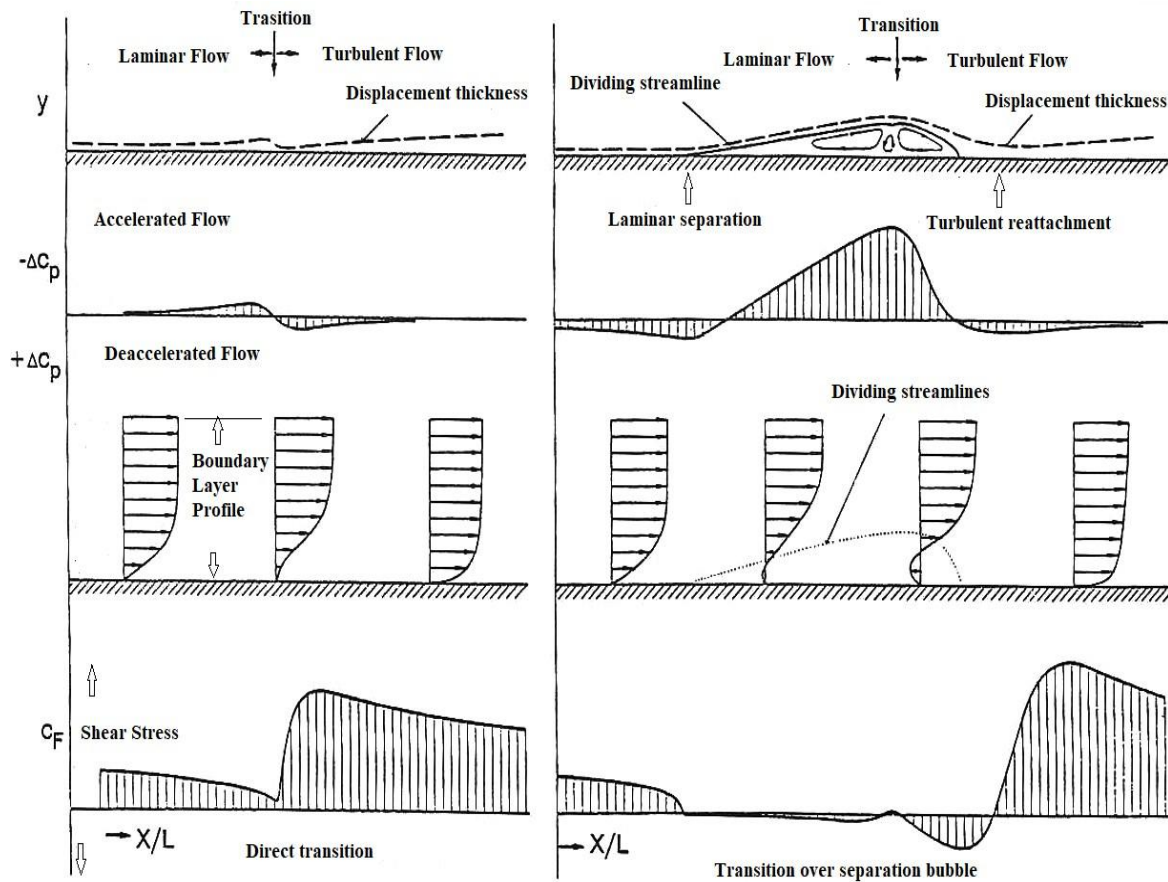 Trasition
Laminar Flow
Turbulent Flow
Displacement thickness
y
Accelerated Flow
-ΔCp
+ΔCp
Deaccelerated Flow
Boundary
Layer
Profile
CF
Shear Stress
X/L
Direct transition
Transition
Laminar Flow
Turbulent Flow
Dividing streamline
Displacement thickness
Laminar separation
Turbulent reattachment
Dividing streamlines
X/L
Transition over separation bubble